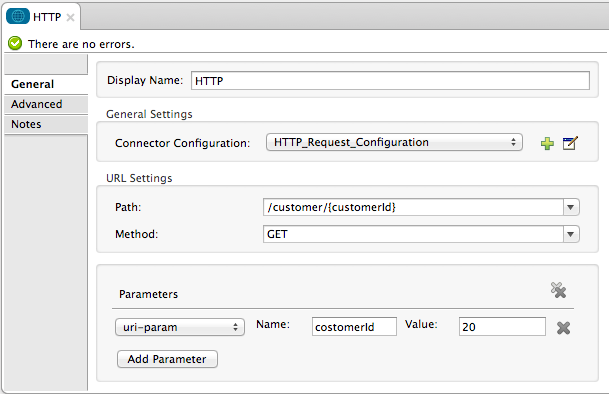 HTTP
There are no errors.
General
Advanced
Notes
Display Name: HTTP
General Settings
Connector Configuration: HTTP_Request_Configuration
URL Settings
Path: /customer/{customerId}
Method: GET
Parameters
uri-param Name: costomerId Value: 20
Add Parameter